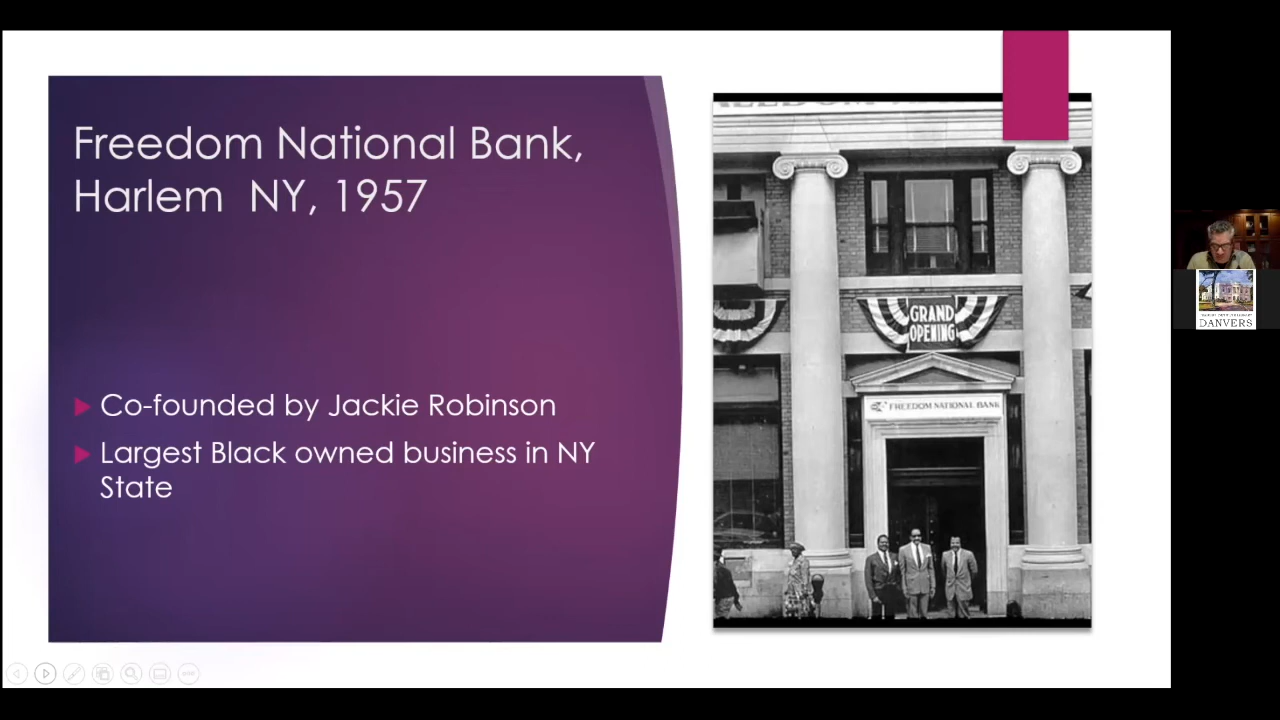 Freedom National Bank,
Harlem NY, 1957
Co-founded by Jackie Robinson
Largest Black owned business in NY
State
GRAND
OPENING
FREEDOM NATIONAL BANK
DANVERS